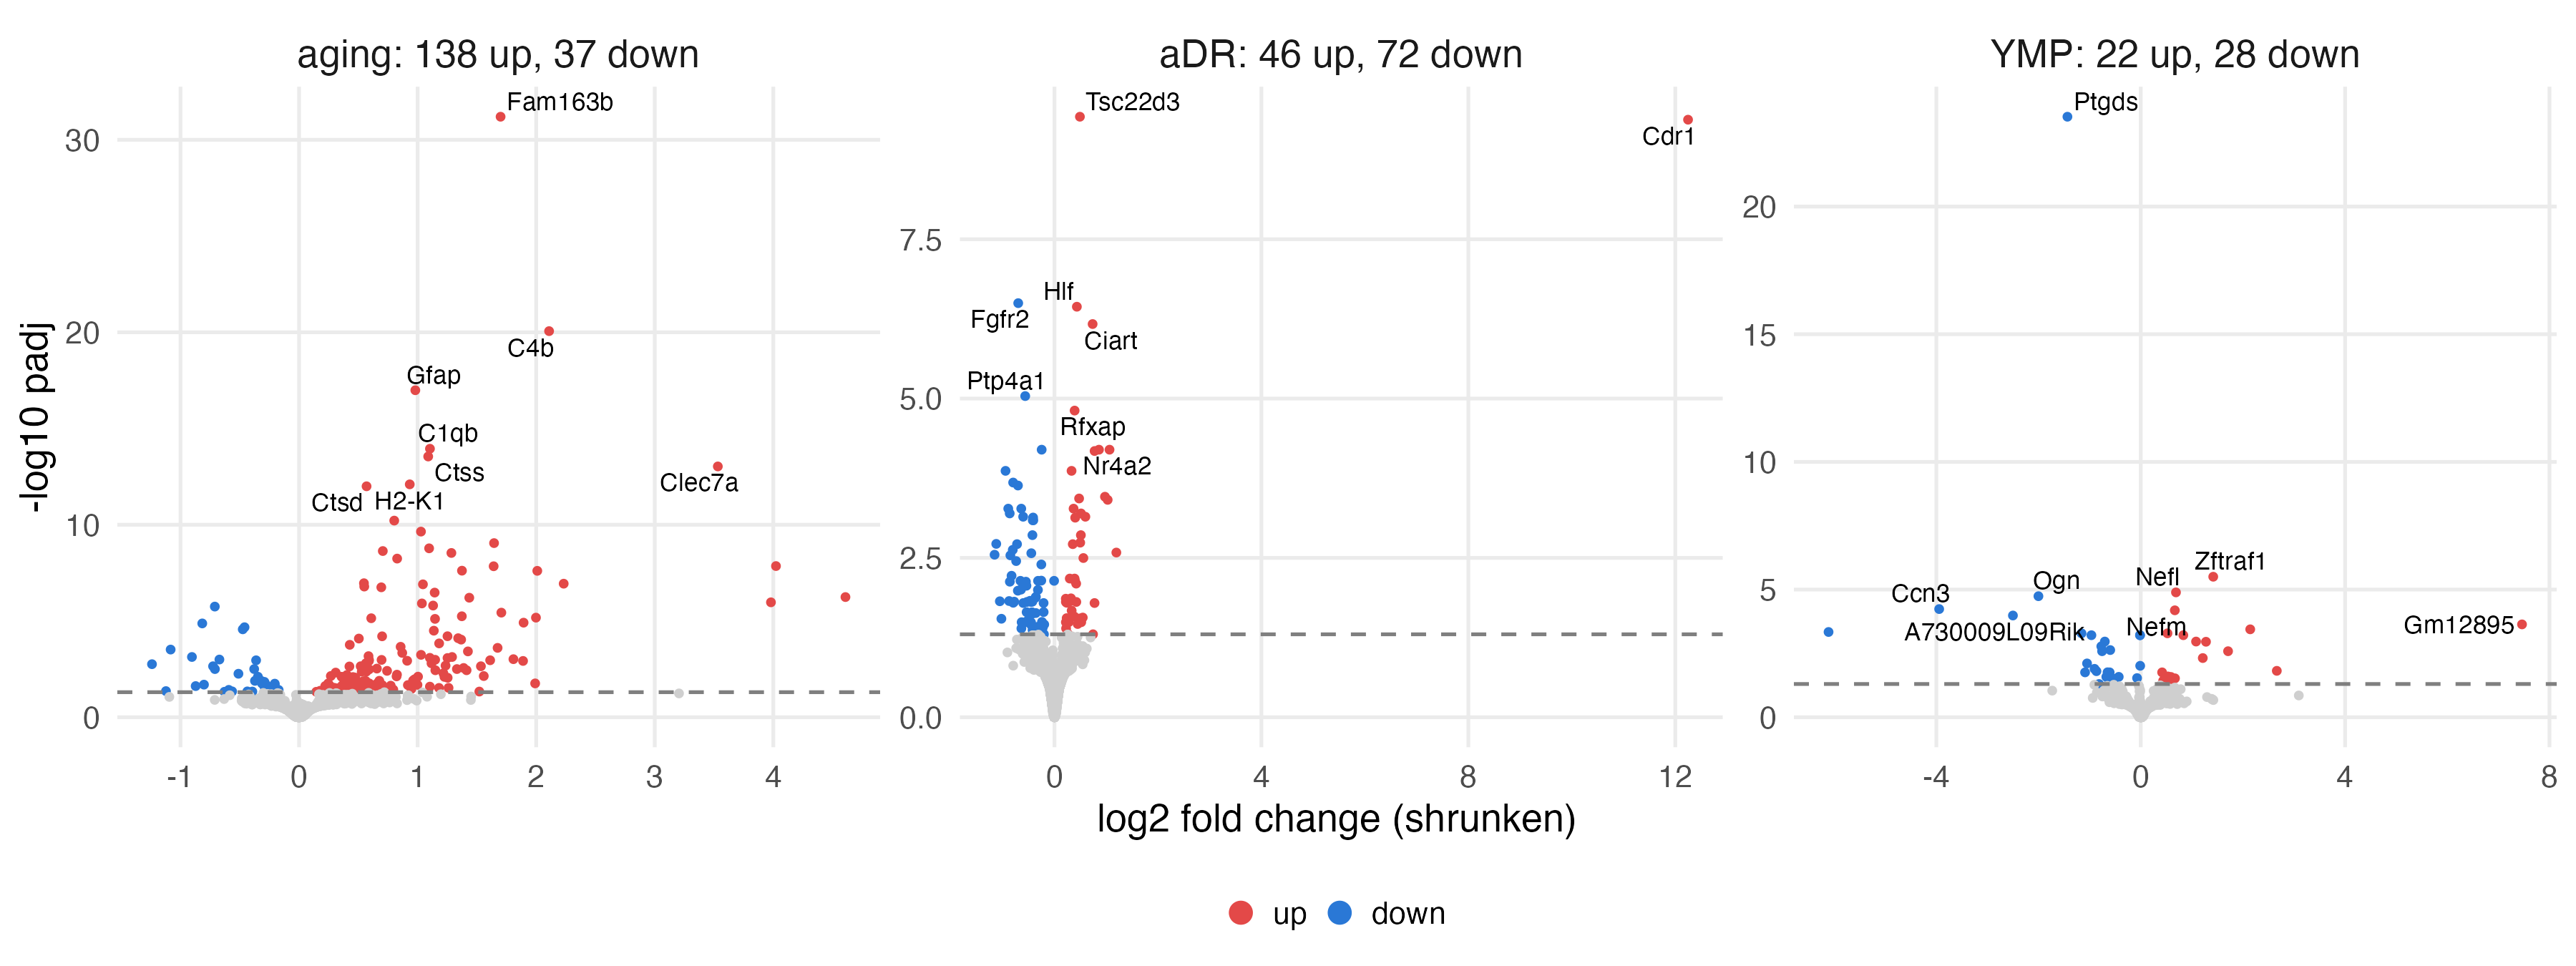 aging: 138 up, 37 down
aDR: 46 up, 72 down
YMP: 22 up, 28 down
-log10 padj
30
20
10
0
Fam163b
C4b
Gfap
C1qb
Ctss
Clec7a
Ctsd
H2-K1
-1
0
1
2
3
4
7.5
5.0
2.5
0.0
Tsc22d3
Cdr1
Hlf
Fgfr2
Ciart
Ptp4a1
Rfxap
Nr4a2
0
4
8
12
20
15
10
5
0
Ptgds
Zftraf1
Nefl
Ogn
Ccn3
Nefm
A730009L09Rik
Gm12895
-4
0
4
8
log2 fold change (shrunken)
up
down